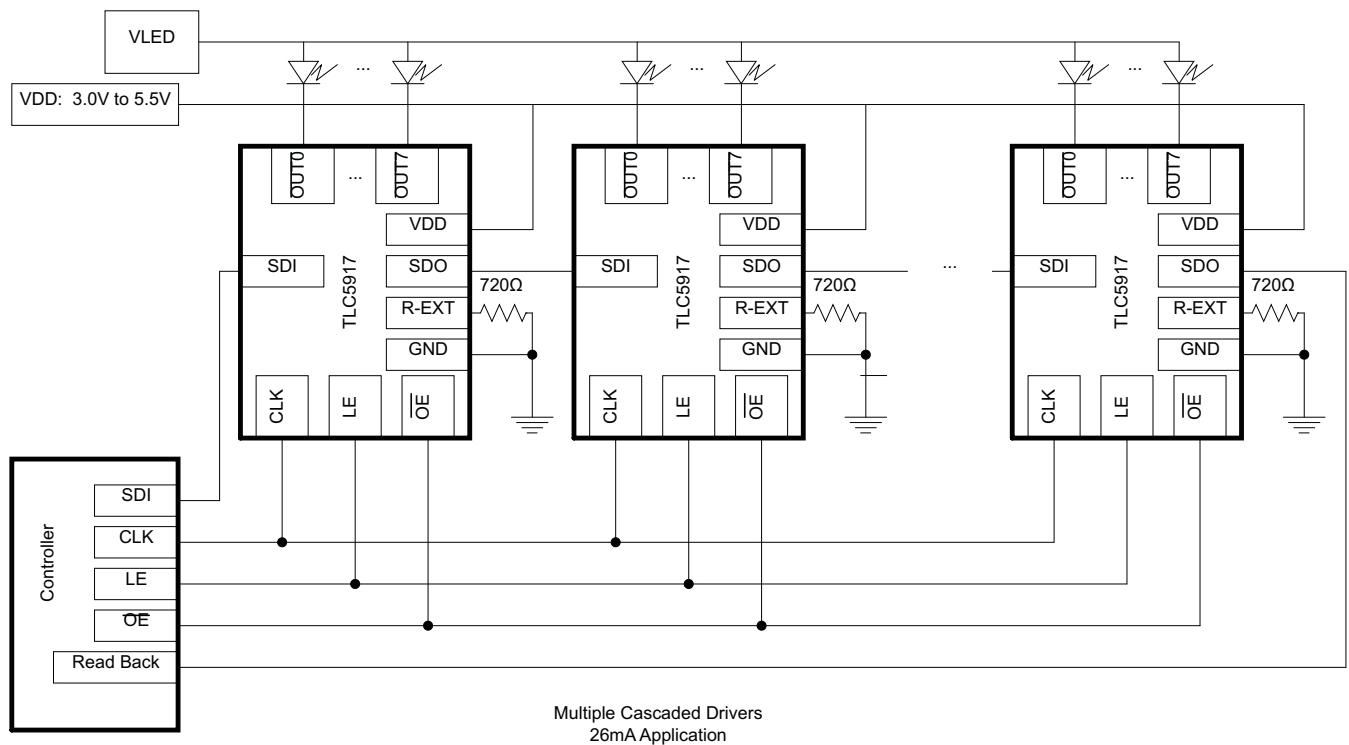 VLED
... ... ...
VDD: 3.0V to 5.5V
OUT0 ... OUT7
VDD
SDI
SDO
R-EXT
GND
TLC5917
720Ω
CLK
LE
OE
OUT0 ... OUT7
VDD
SDI
SDO
R-EXT
GND
TLC5917
720Ω
CLK
LE
OE
...
OUT0 ... OUT7
VDD
SDI
SDO
R-EXT
GND
TLC5917
720Ω
CLK
LE
OE
Controller
SDI
CLK
LE
OE
Read Back
Multiple Cascaded Drivers
26mA Application